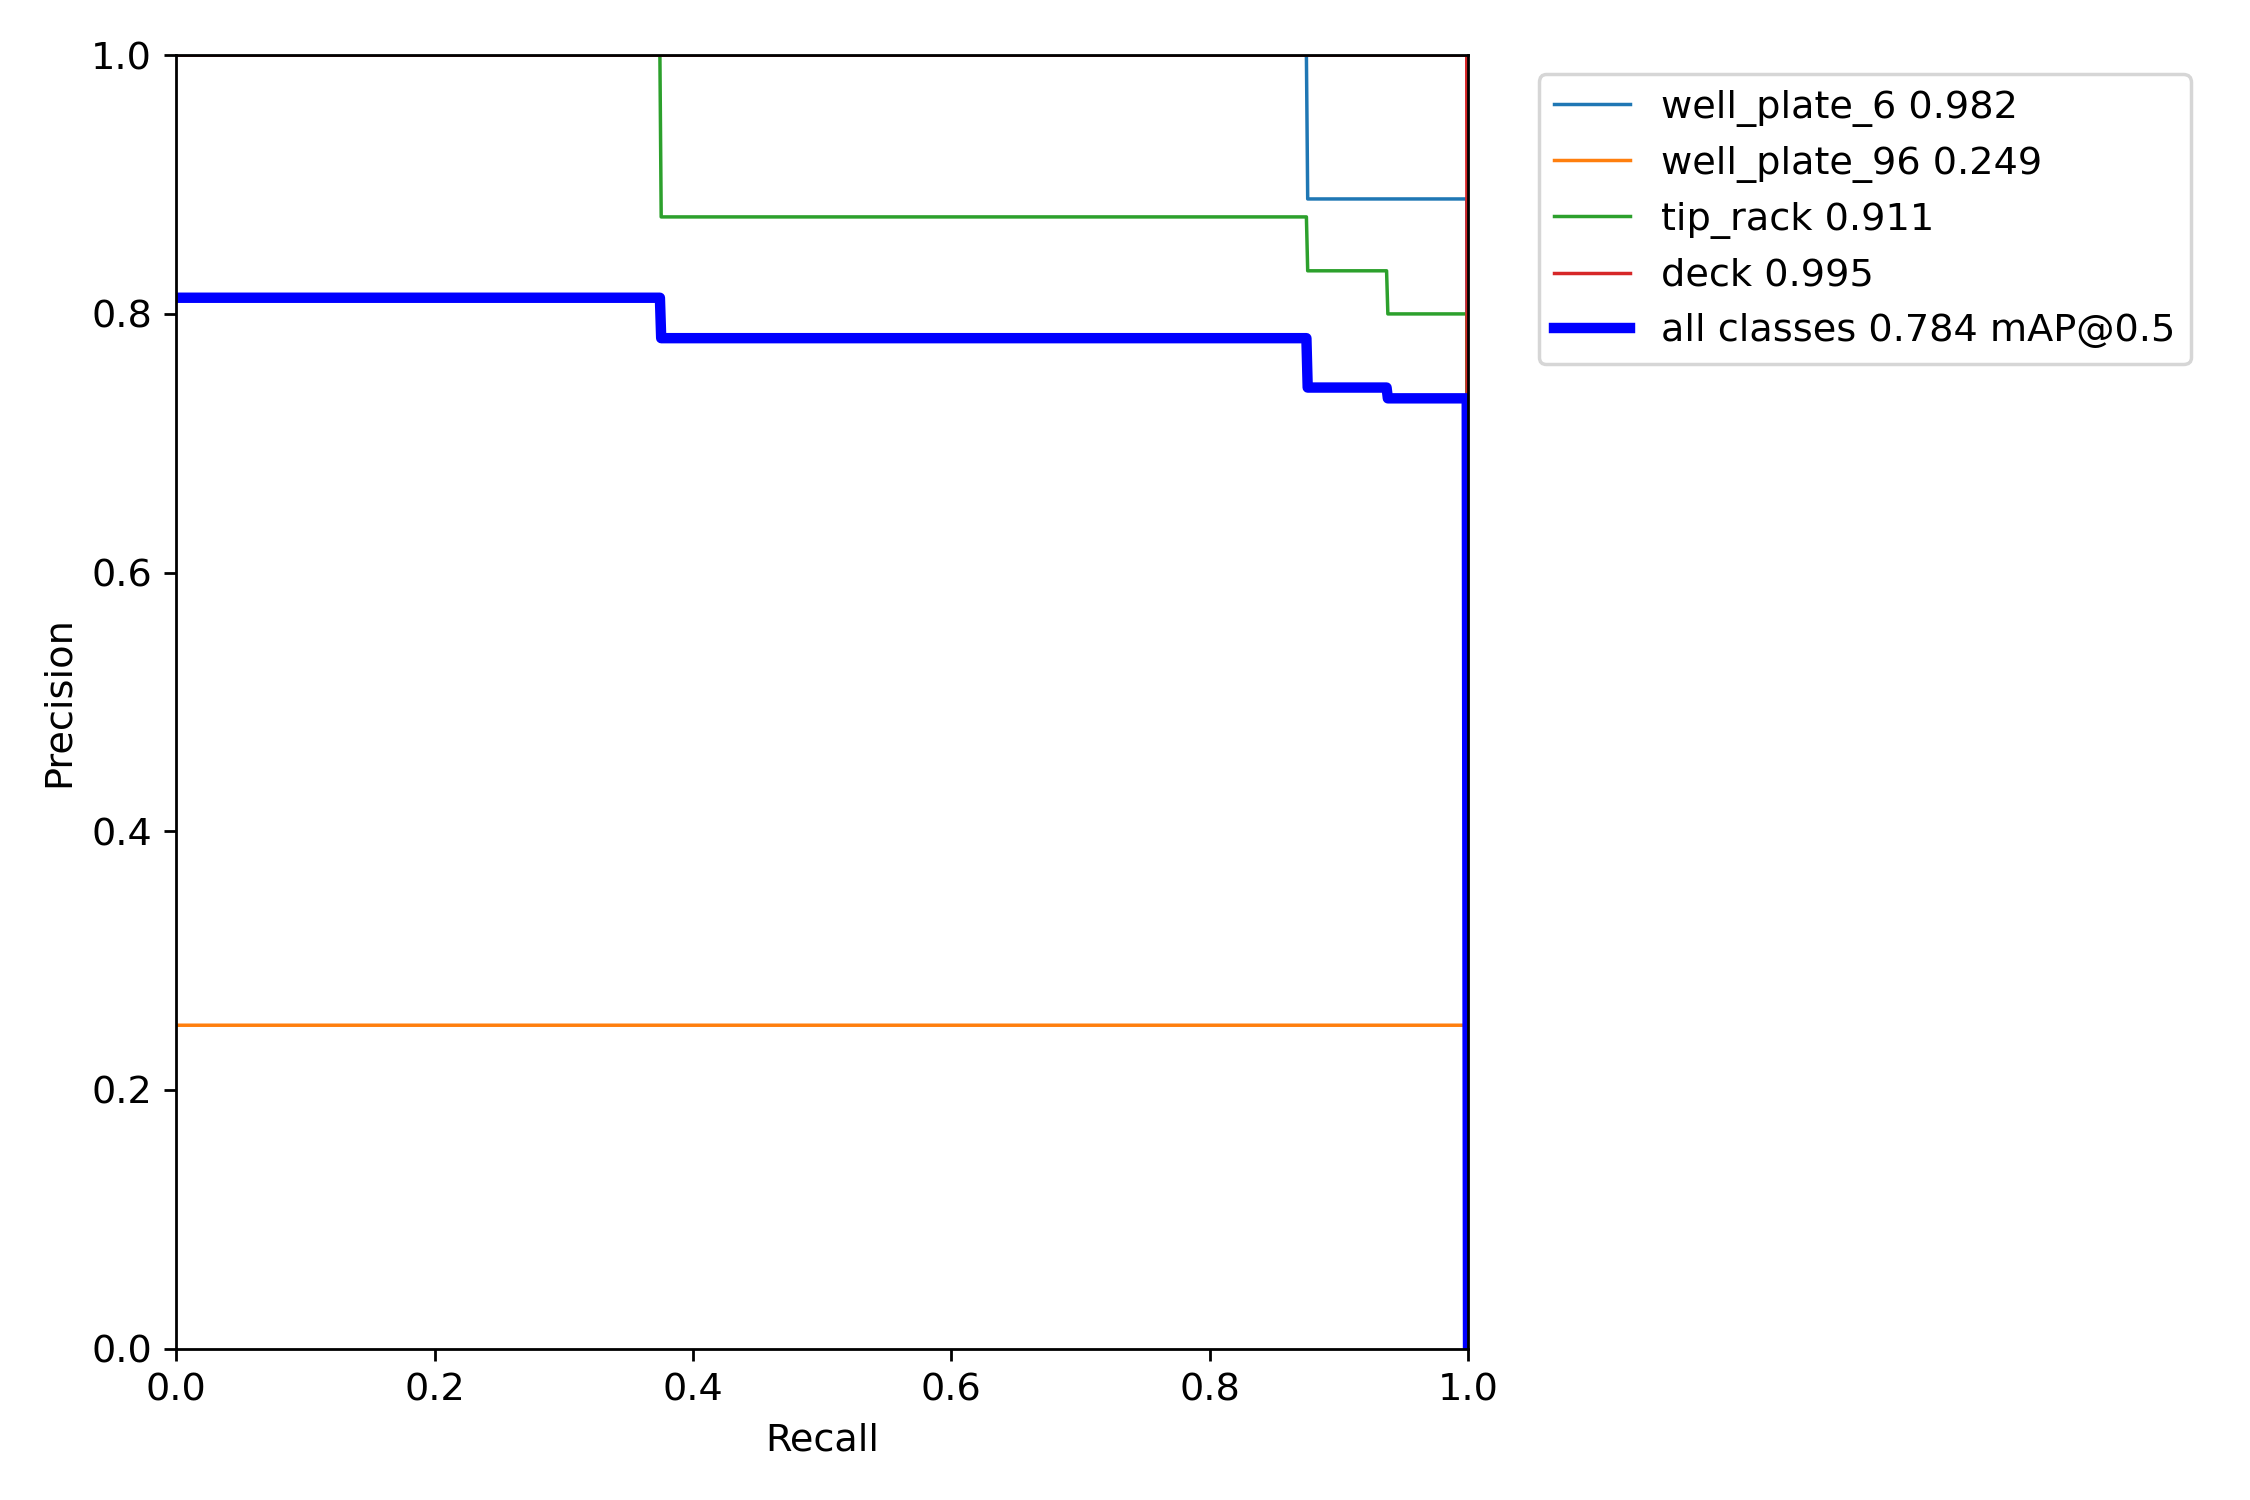 1.0
0.8
0.6
0.4
0.2
0.0
0.0 0.2 0.4 0.6 0.8 1.0
Precision
Recall
well_plate_6 0.982
well_plate_96 0.249
tip_rack 0.911
deck 0.995
all classes 0.784 mAP@0.5